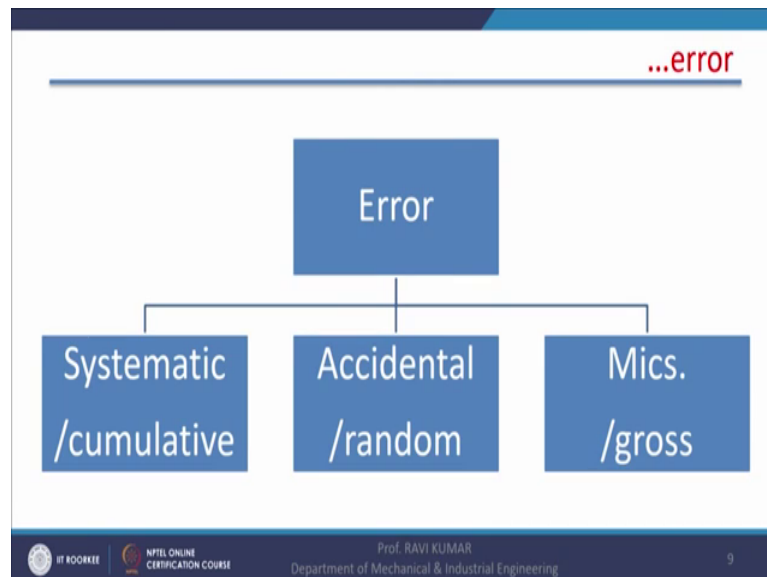 ...error
Error
Systematic
/cumulative
Accidental
/random
Mics.
/gross
IIT ROORKEE
NPTEL ONLINE
CERTIFICATION COURSE
Prof. RAVI KUMAR
Department of Mechanical & Industrial Engineering
9